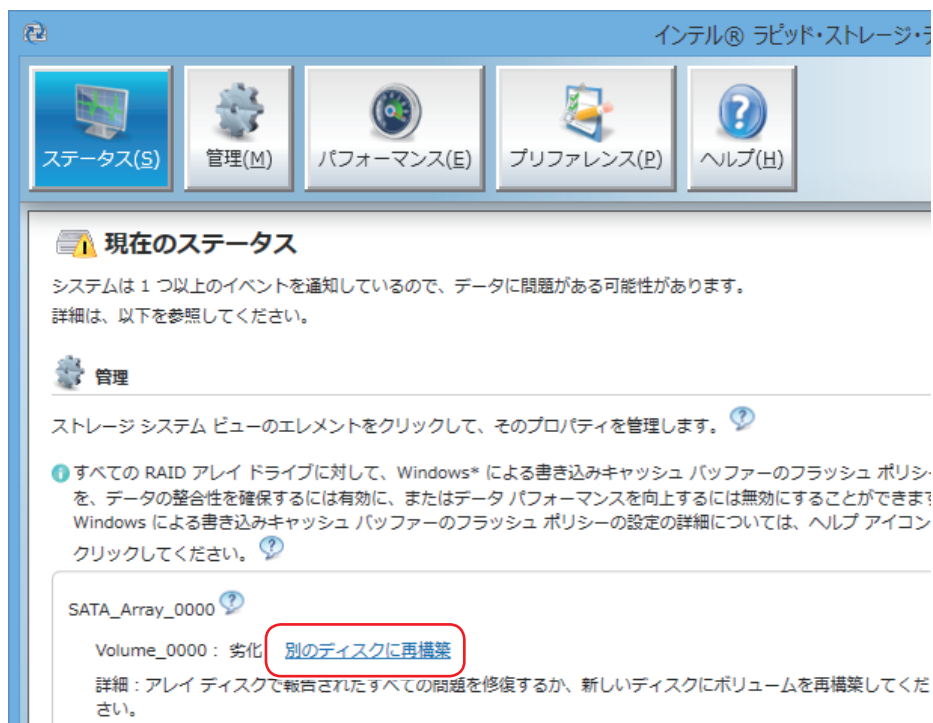 インテル® ラピッド・ストレージ・テ
ステータス(S)
管理(M)
パフォーマンス(E)
プリファレンス(P)
ヘルプ(H)
現在のステータス
システムは 1 つ以上のイベントを通知しているので、データに問題がある可能性があります。
詳細は、以下を参照してください。
管理
ストレージ システム ビューのエレメントをクリックして、そのプロパティを管理します。
すべての RAID アレイ ドライブに対して、Windows* による書き込みキャッシュ バッファーのフラッシュ ポリシー
を、データの整合性を確保するには有効に、またはデータ パフォーマンスを向上するには無効にすることができます
Windows による書き込みキャッシュ バッファーのフラッシュ ポリシーの設定の詳細については、ヘルプ アイコン
クリックしてください。
SATA_Array_0000
Volume_0000： 劣化 別のディスクに再構築
詳細：アレイ ディスクで報告されたすべての問題を修復するか、新しいディスクにボリュームを再構築してくだ
さい。